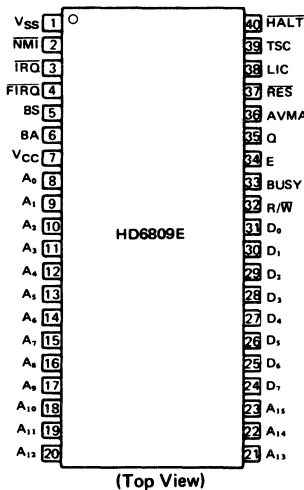 VSS 1 40 HALT
NMI 2 39 TSC
IRQ 3 38 LIC
FIRQ 4 37 RES
BS 5 36 AVMA
BA 6 35 Q
VCC 7 34 E
A0 8 33 BUSY
A1 9 32 R/W
A2 10 31 D0
A3 11 30 D1
A4 12 29 D2
A5 13 28 D3
A6 14 27 D4
A7 15 26 D5
A8 16 25 D6
A9 17 24 D7
A10 18 23 A15
A11 19 22 A14
A12 20 21 A13
HD6809E
(Top View)